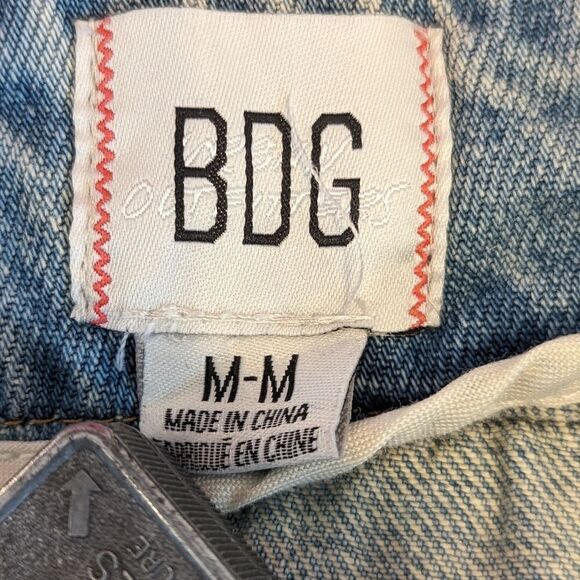 BDG
M-M
MADE IN CHINA
FABRIQUÉ EN CHINE